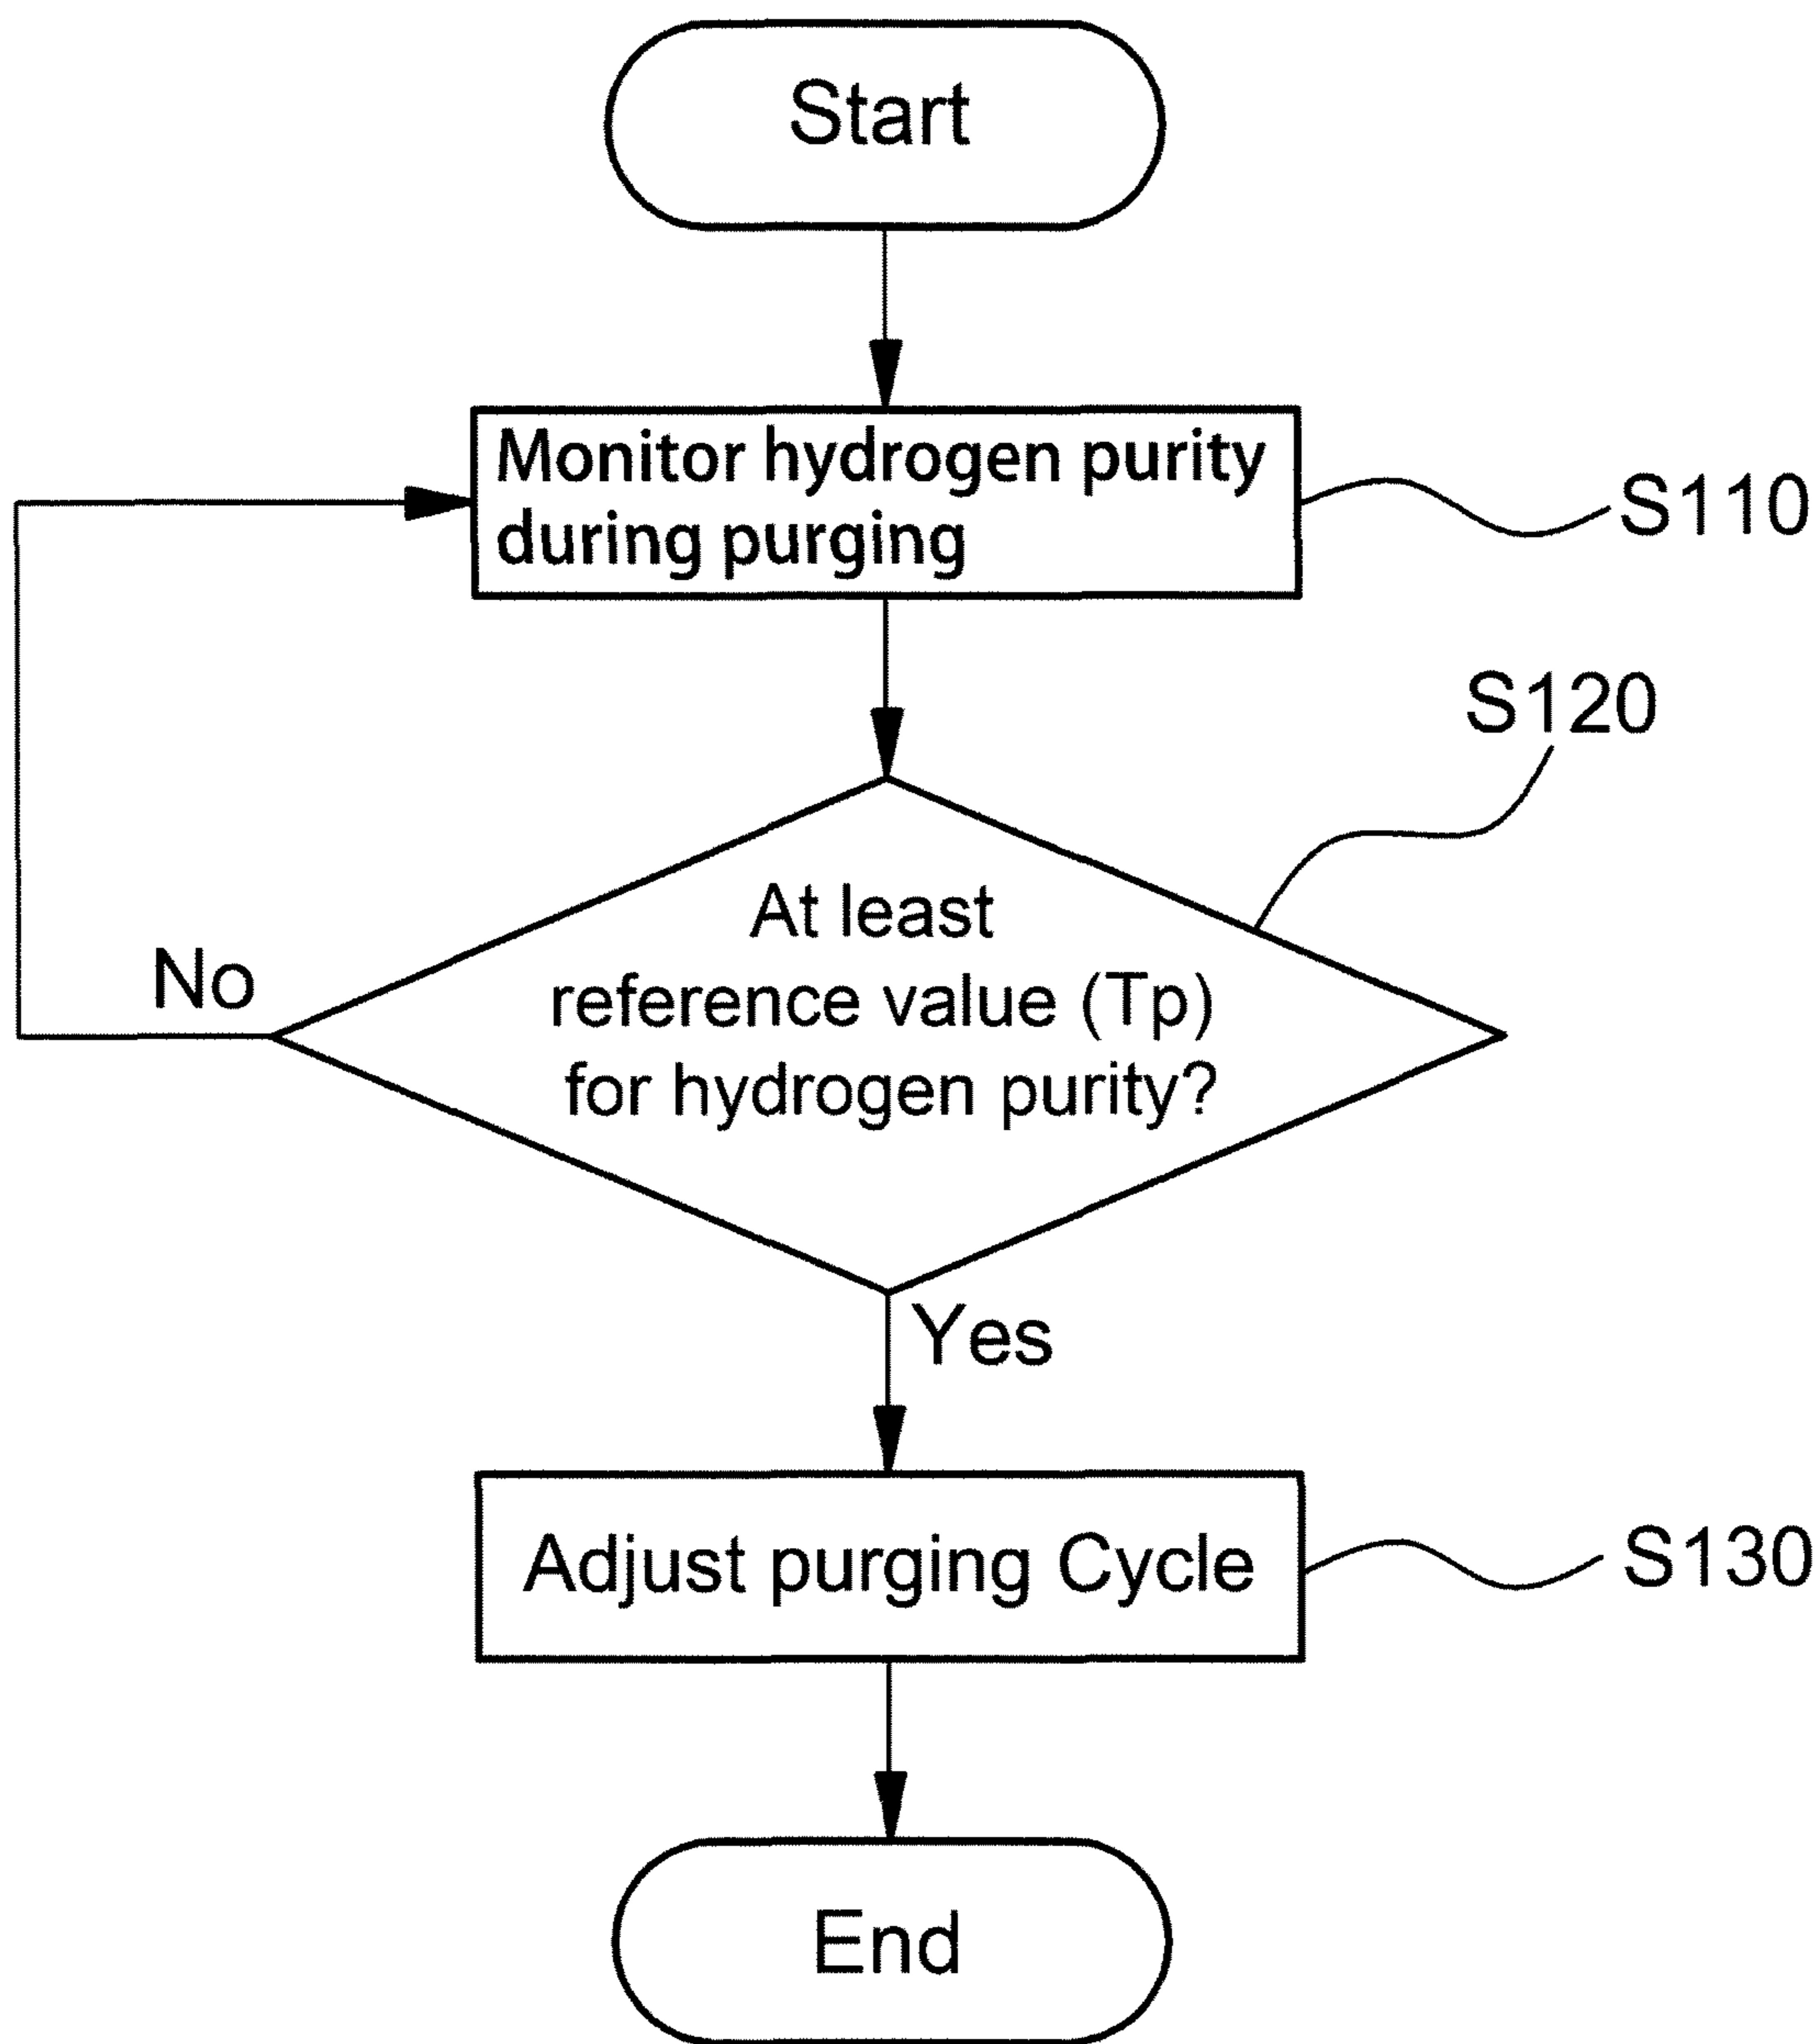 Start
Monitor hydrogen purity
during purging
S110
S120
At least
reference value (Tp)
for hydrogen purity?
No
Yes
Adjust purging Cycle
S130
End